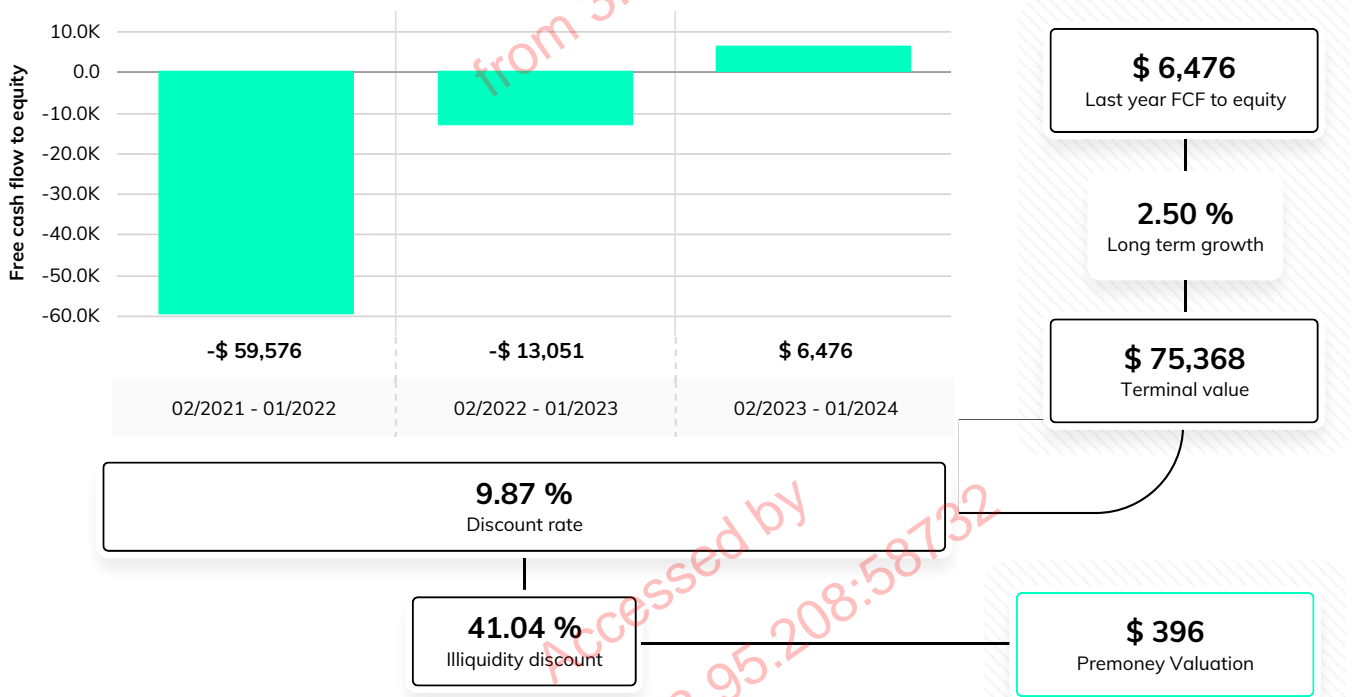 Free cash flow to equity
10.0K
0.0
-10.0K
-20.0K
-30.0K
-40.0K
-50.0K
-60.0K
-$ 59,576
-$ 13,051
$ 6,476
02/2021 - 01/2022
02/2022 - 01/2023
02/2023 - 01/2024
$ 6,476
Last year FCF to equity
2.50 %
Long term growth
$ 75,368
Terminal value
9.87 %
Discount rate
41.04 %
Illiquidity discount
$ 396
Premoney Valuation
Accessed by
from
.95.208:58732